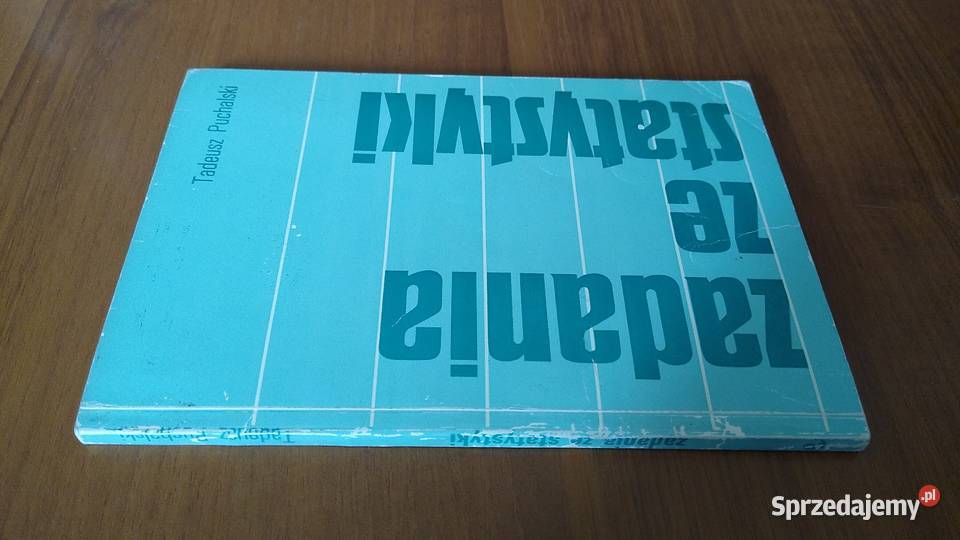 Tadeusz Puchalski
zadania
ze
statystyki
Tadeusz Puchalski
zadania ze statystyki
Sprzedajemy.pl